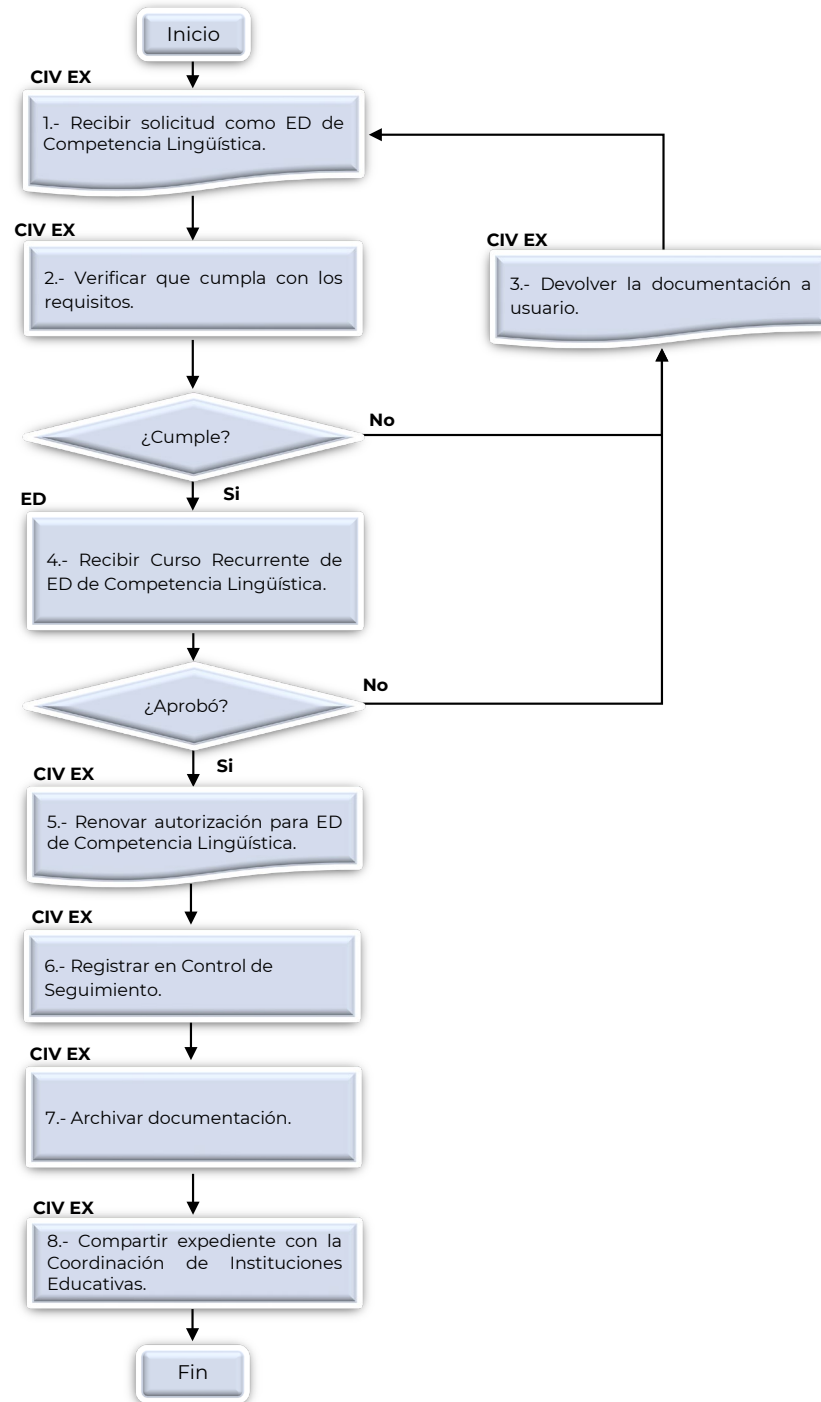 Inicio
CIV EX
1.- Recibir solicitud como ED de
Competencia Lingüística.
CIV EX
2.- Verificar que cumpla con los
requisitos.
CIV EX
3.- Devolver la documentación a
usuario.
¿Cumple?
No
Si
ED
4.- Recibir Curso Recurrente de
ED de Competencia Lingüística.
¿Aprobó?
No
Si
CIV EX
5.- Renovar autorización para ED
de Competencia Lingüística.
CIV EX
6.- Registrar en Control de
Seguimiento.
CIV EX
7.- Archivar documentación.
CIV EX
8.- Compartir expediente con la
Coordinación de Instituciones
Educativas.
Fin